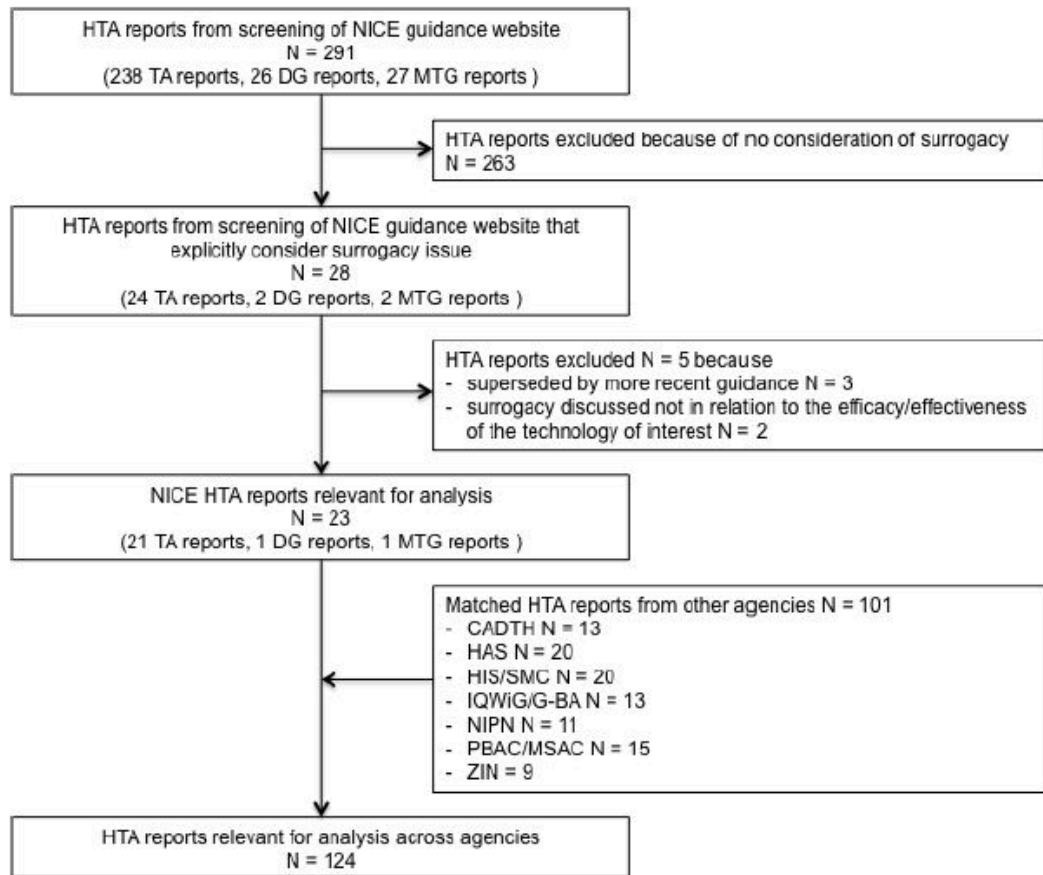 HTA reports from screening of NICE guidance website
N = 291
(238 TA reports, 26 DG reports, 27 MTG reports )
HTA reports excluded because of no consideration of surrogacy
N = 263
HTA reports from screening of NICE guidance website that
explicitly consider surrogacy issue
N = 28
(24 TA reports, 2 DG reports, 2 MTG reports )
HTA reports excluded N = 5 because
- superseded by more recent guidance N = 3
- surrogacy discussed not in relation to the efficacy/effectiveness
of the technology of interest N = 2
NICE HTA reports relevant for analysis
N = 23
(21 TA reports, 1 DG reports, 1 MTG reports )
Matched HTA reports from other agencies N = 101
- CADTH N = 13
- HAS N = 20
- HIS/SMC N = 20
- IQWiG/G-BA N = 13
- NIPN N = 11
- PBAC/MSAC N = 15
- ZIN = 9
HTA reports relevant for analysis across agencies
N = 124